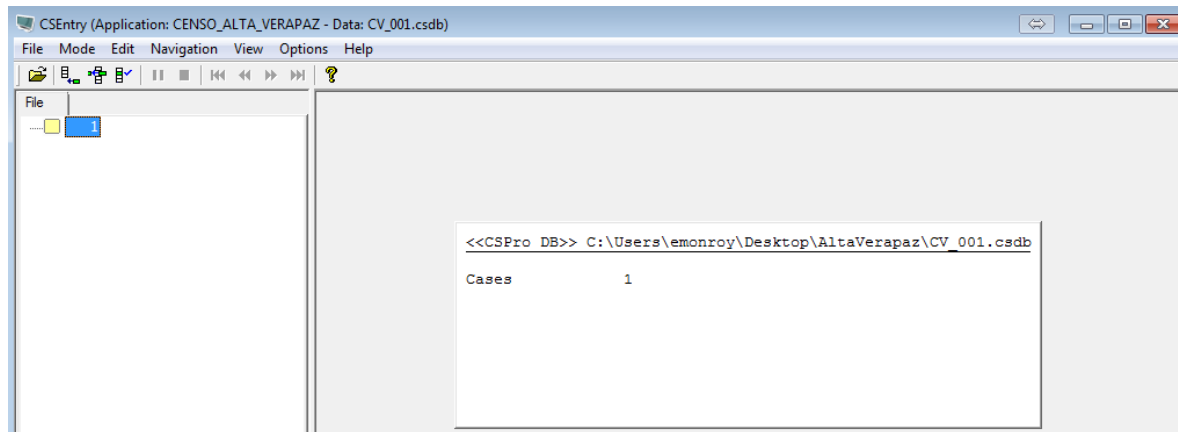 CSEntry (Application: CENSO_ALTA_VERAPAZ - Data: CV_001.csdb)
File Mode Edit Navigation View Options Help
File
1
<<CSPro DB>> C:\Users\emonroy\Desktop\AltaVerapaz\CV_001.csdb
Cases 1